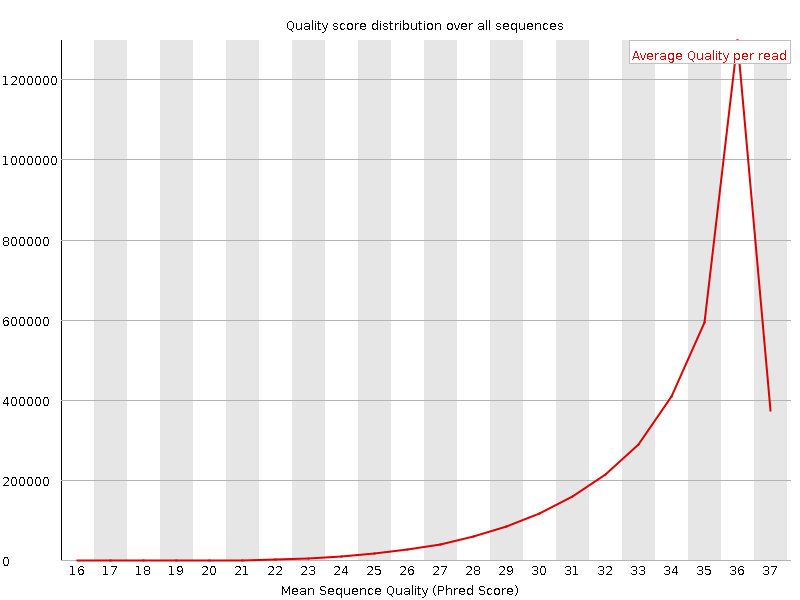 Quality score distribution over all sequences
Average Quality per read
1200000
1000000
800000
600000
400000
200000
0
16 17 18 19 20 21 22 23 24 25 26 27 28 29 30 31 32 33 34 35 36 37
Mean Sequence Quality (Phred Score)